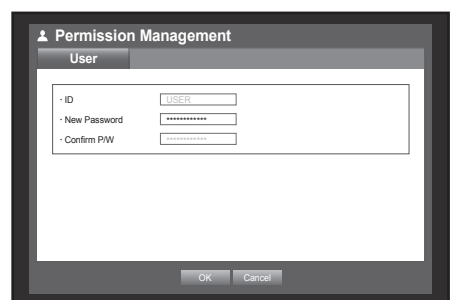 Permission Management
User
· ID USER
· New Password ************
· Confirm P/W ************
OK Cancel